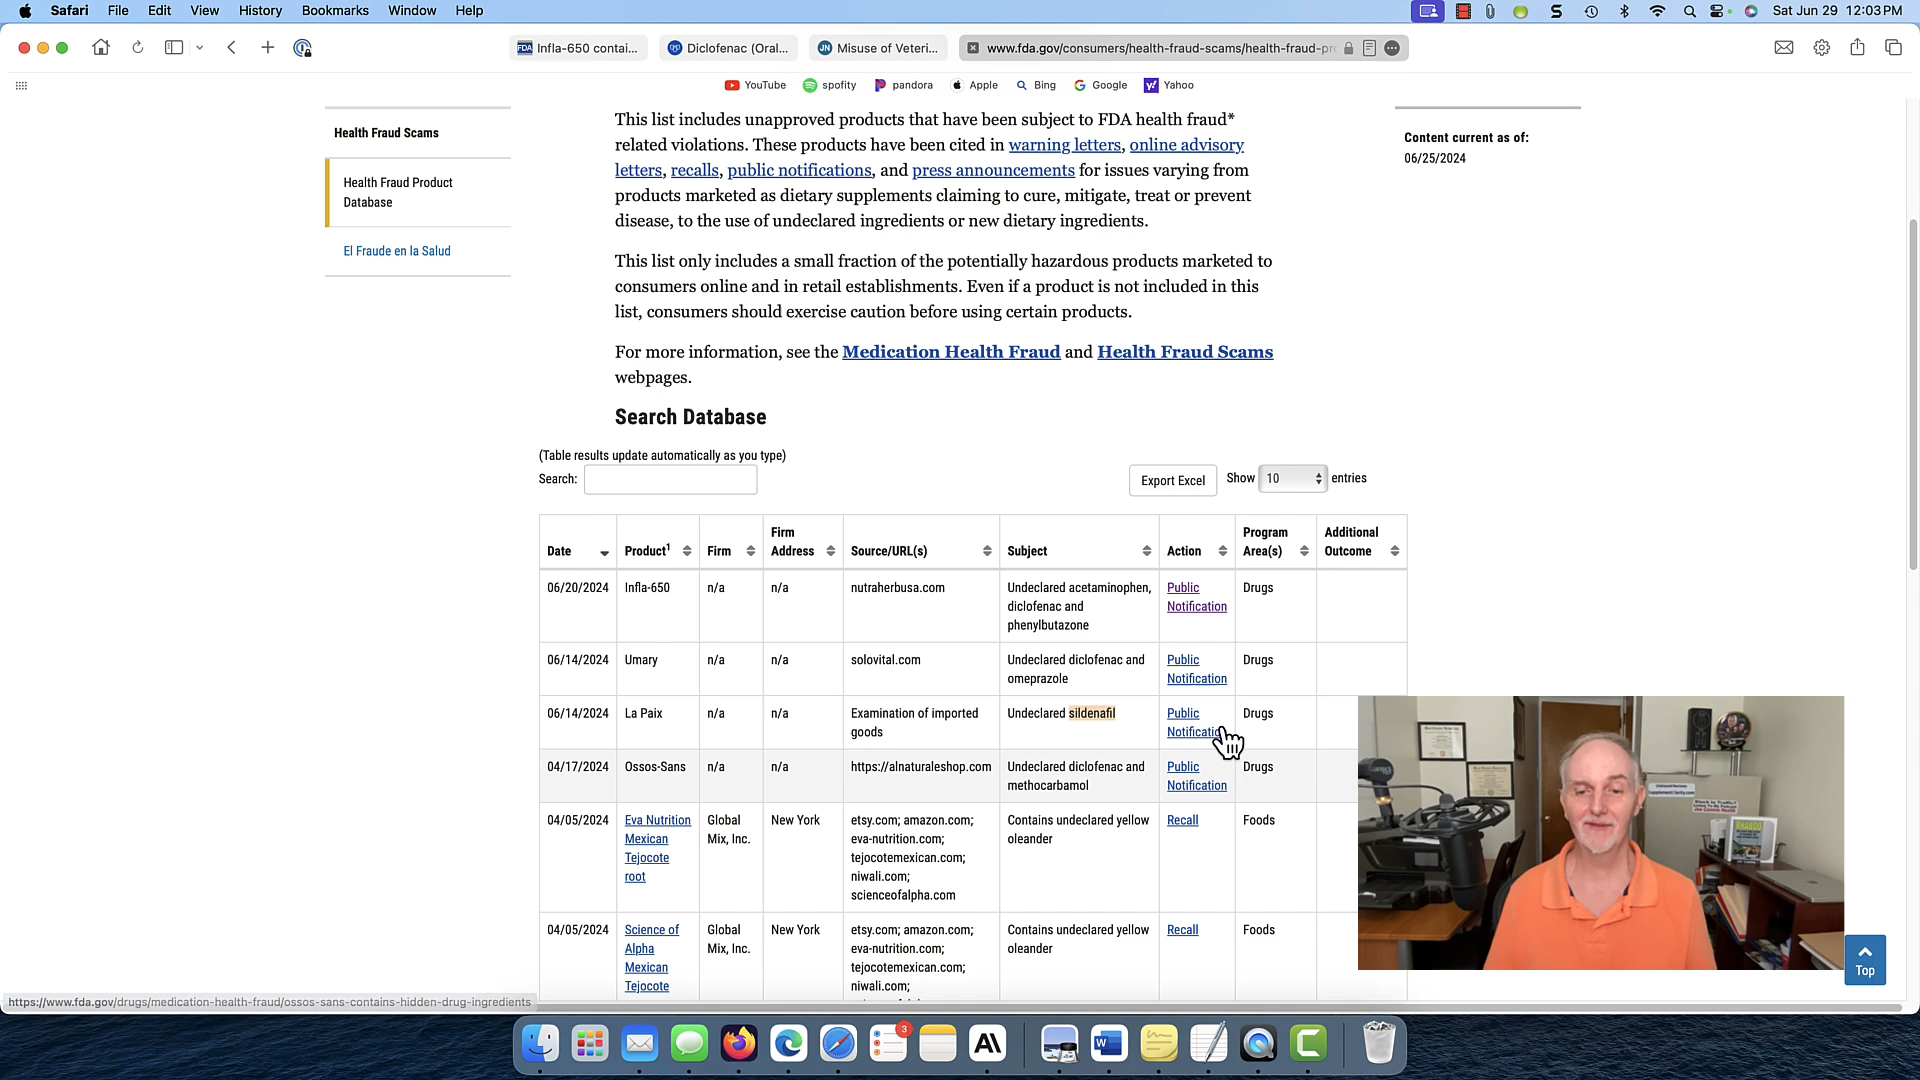 Safari File Edit View History Bookmarks Window Help Sat Jun 29 12:03 PM
FDA Infla-650 contai... Diclofenac (Oral... JN Misuse of Veteri... www.fda.gov/consumers/health-fraud-scams/health-fraud-pr
YouTube spofity pandora Apple Bing Google Yahoo
Health Fraud Scams
Health Fraud Product
Database
El Fraude en la Salud
This list includes unapproved products that have been subject to FDA health fraud*
related violations. These products have been cited in warning letters, online advisory
letters, recalls, public notifications, and press announcements for issues varying from
products marketed as dietary supplements claiming to cure, mitigate, treat or prevent
disease, to the use of undeclared ingredients or new dietary ingredients.
This list only includes a small fraction of the potentially hazardous products marketed to
consumers online and in retail establishments. Even if a product is not included in this
list, consumers should exercise caution before using certain products.
For more information, see the Medication Health Fraud and Health Fraud Scams
webpages.
Content current as of:
06/25/2024
Search Database
(Table results update automatically as you type)
Search: Export Excel Show 10 entries
Date Product1 Firm Firm Address Source/URL(s) Subject Action Program Area(s) Additional Outcome
06/20/2024 Infla-650 n/a n/a nutraherbusa.com Undeclared acetaminophen, Public Drugs
diclofenac and Notification
phenylbutazone
06/14/2024 Umary n/a n/a solovital.com Undeclared diclofenac and Public Drugs
omeprazole Notification
06/14/2024 La Paix n/a n/a Examination of imported Undeclared sildenafil Public Drugs
goods Notification
04/17/2024 Ossos-Sans n/a n/a https://alnaturaleshop.com Undeclared diclofenac and Public Drugs
methocarbamol Notification
04/05/2024 Eva Nutrition Global New York etsy.com; amazon.com; Contains undeclared yellow Recall Foods
Mexican Mix, Inc. eva-nutrition.com; oleander
Tejocote tejocotemexican.com;
root niwali.com;
scienceofalpha.com
04/05/2024 Science of Global New York etsy.com; amazon.com; Contains undeclared yellow Recall Foods
Alpha Mix, Inc. eva-nutrition.com; oleander
Mexican tejocotemexican.com;
Tejocote niwali.com;
Top
https://www.fda.gov/drugs/medication-health-fraud/ossos-sans-contains-hidden-drug-ingredients
3